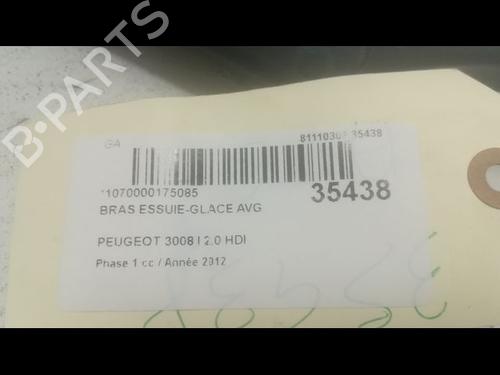 B-PARTS
GA
81110301 35438
*1070000175085
35438
BRAS ESSUIE-GLACE AVG
PEUGEOT 3008 I 2.0 HDI
Phase 1 cc / Année 2012
35438